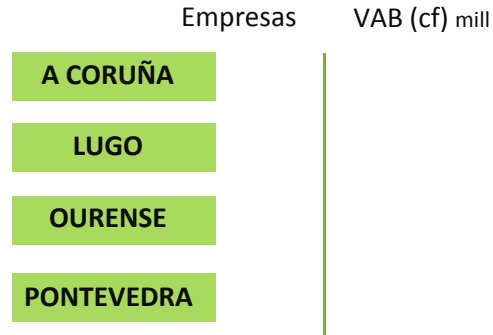 Empresas VAB (cf) mill
A CORUÑA
LUGO
OURENSE
PONTEVEDRA